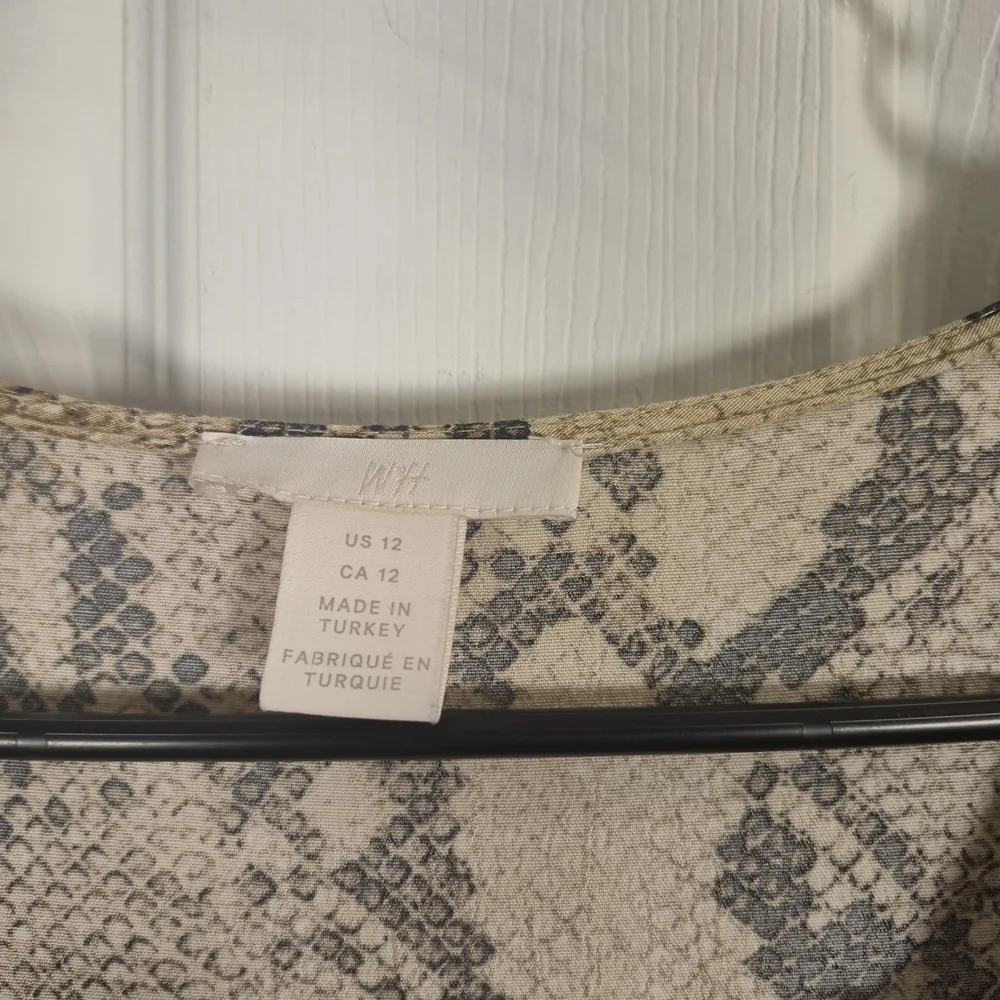 US 12
CA 12
MADE IN
TURKEY
FABRIQUÉ EN
TURQUIE